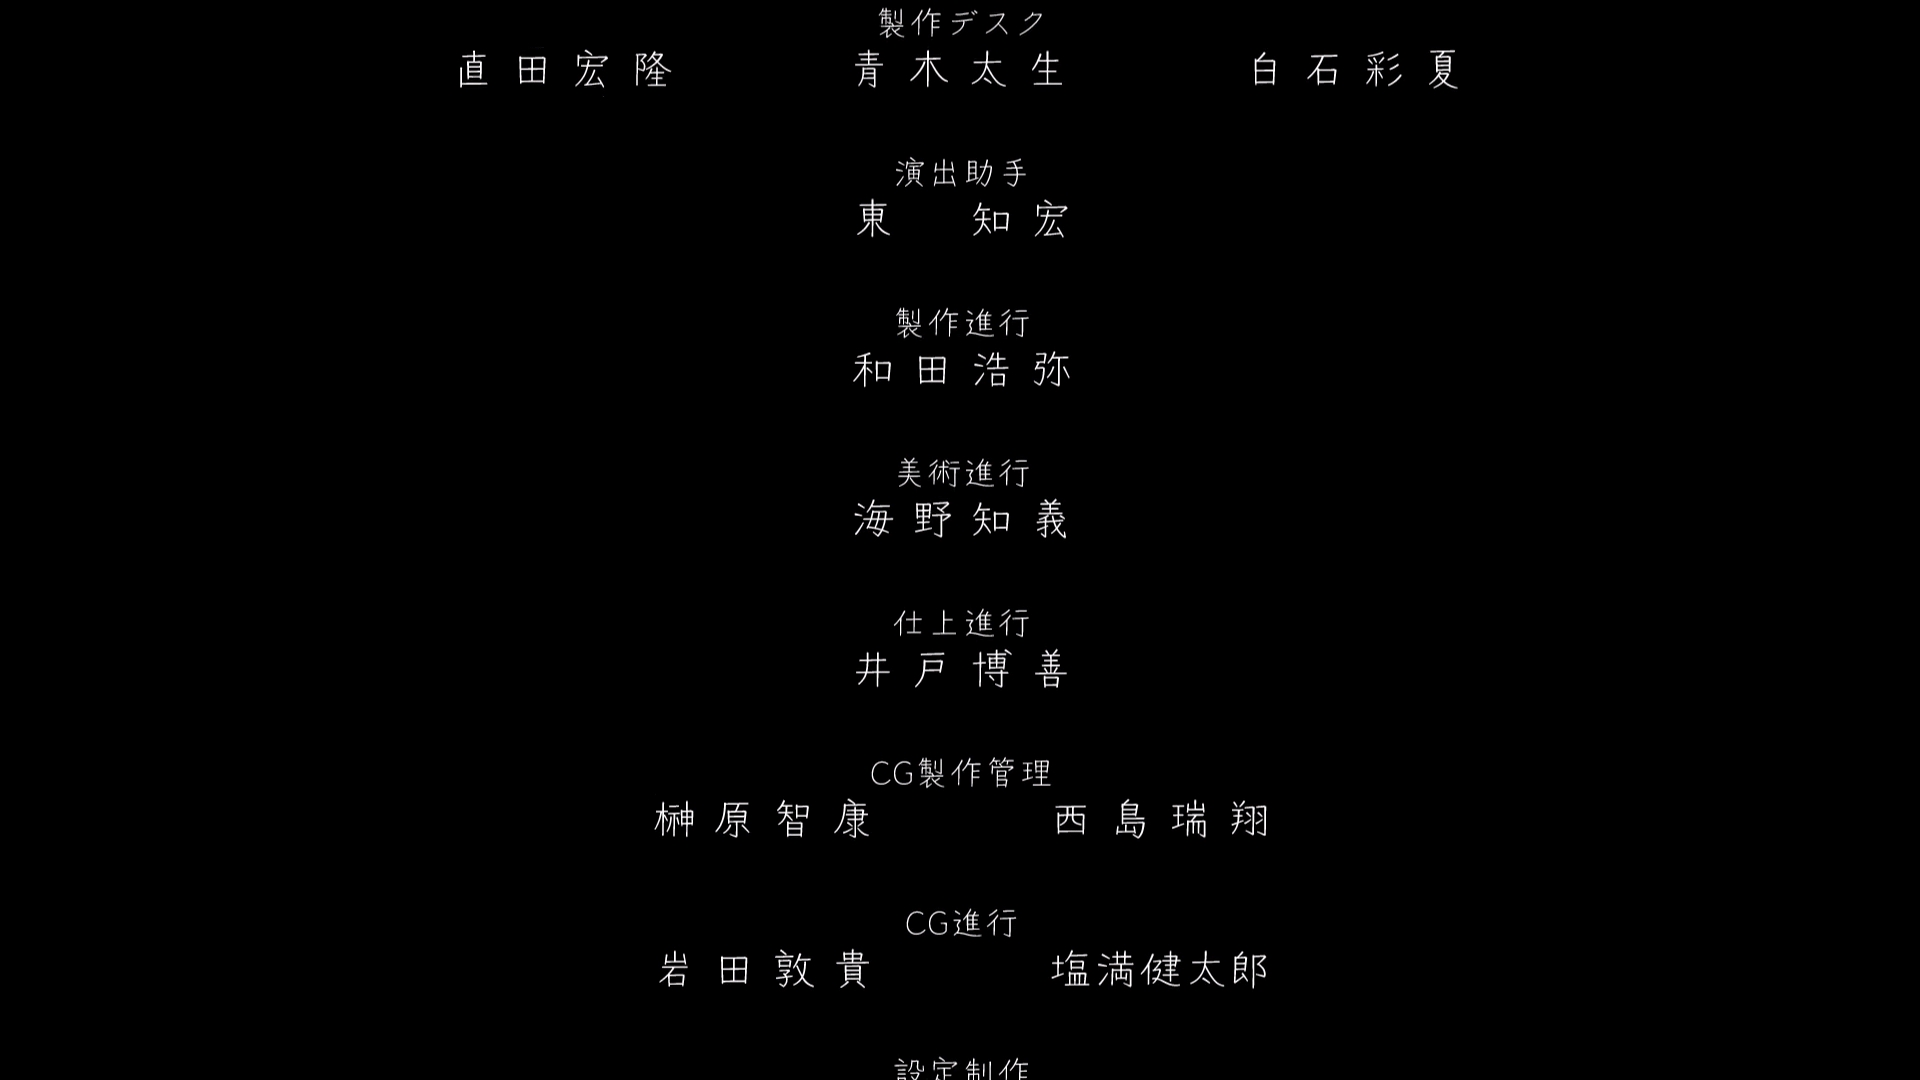 製作デスク
直田宏隆 青木太生 白石彩夏
演出助手
東 知宏
製作進行
和田浩弥
美術進行
海野知義
仕上進行
井戸博善
CG製作管理
榊原智康 西島瑞翔
CG進行
岩田敦貴 塩満健太郎
設定制作